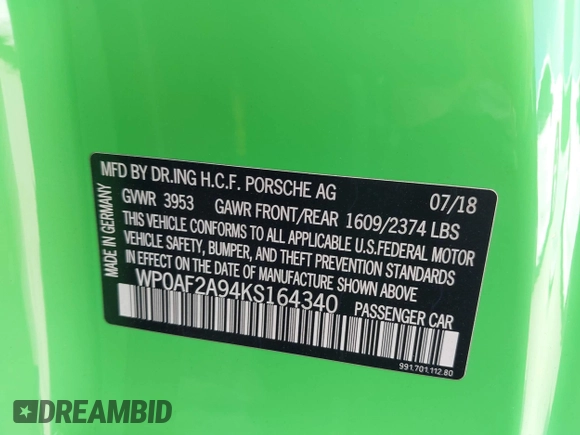 MFD BY DR.ING H.C.F. PORSCHE AG 07/18
GVWR 3953 GAWR FRONT/REAR 1609/2374 LBS
THIS VEHICLE CONFORMS TO ALL APPLICABLE U.S.FEDERAL MOTOR
VEHICLE SAFETY, BUMPER, AND THEFT PREVENTION STANDARDS
IN EFFECT ON THE DATE OF MANUFACTURE SHOWN ABOVE
WP0AF2A94KS164340 PASSENGER CAR
MADE IN GERMANY
991.701.112.80
DREAMBID